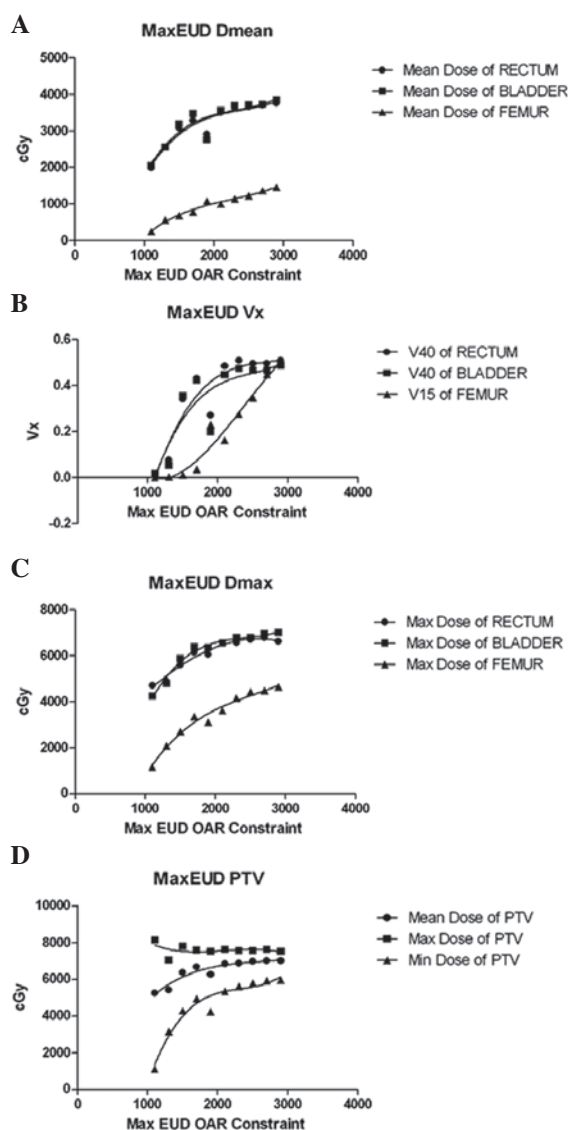 A
MaxEUD Dmean
5000
4000
3000
2000
1000
0
cGy
0 1000 2000 3000 4000
Max EUD OAR Constraint
Mean Dose of RECTUM
Mean Dose of BLADDER
Mean Dose of FEMUR
B
MaxEUD Vx
0.6
0.4
0.2
0.0
-0.2
Vx
1000 2000 3000 4000
Max EUD OAR Constraint
V40 of RECTUM
V40 of BLADDER
V15 of FEMUR
C
MaxEUD Dmax
8000
6000
4000
2000
0
cGy
0 1000 2000 3000 4000
Max EUD OAR Constraint
Max Dose of RECTUM
Max Dose of BLADDER
Max Dose of FEMUR
D
MaxEUD PTV
10000
8000
6000
4000
2000
0
cGy
0 1000 2000 3000 4000
Max EUD OAR Constraint
Mean Dose of PTV
Max Dose of PTV
Min Dose of PTV